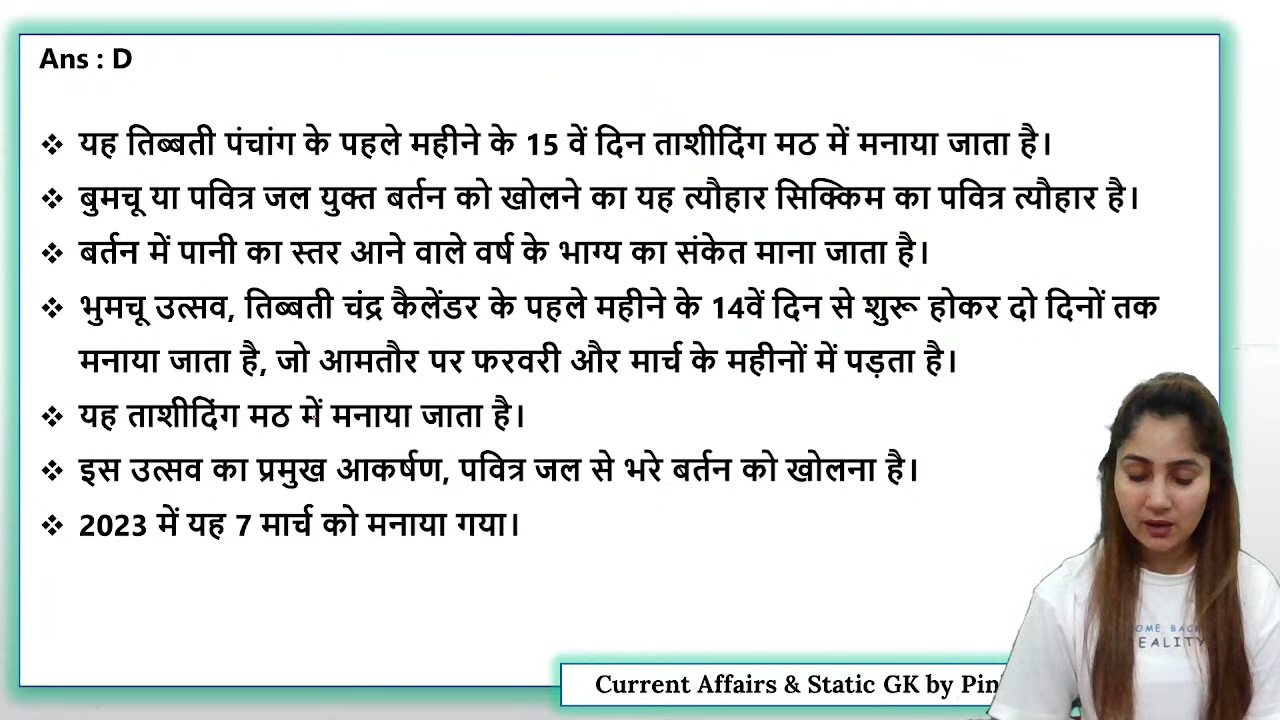 Ans : D
❖ यह तिब्बती पंचांग के पहले महीने के 15 वें दिन ताशीदिंग मठ में मनाया जाता है।
❖ बुमचू या पवित्र जल युक्त बर्तन को खोलने का यह त्यौहार सिक्किम का पवित्र त्यौहार है।
❖ बर्तन में पानी का स्तर आने वाले वर्ष के भाग्य का संकेत माना जाता है।
❖ भुमचू उत्सव, तिब्बती चंद्र कैलेंडर के पहले महीने के 14वें दिन से शुरू होकर दो दिनों तक
मनाया जाता है, जो आमतौर पर फरवरी और मार्च के महीनों में पड़ता है।
❖ यह ताशीदिंग मठ में मनाया जाता है।
❖ इस उत्सव का प्रमुख आकर्षण, पवित्र जल से भरे बर्तन को खोलना है।
❖ 2023 में यह 7 मार्च को मनाया गया।
Current Affairs & Static GK by